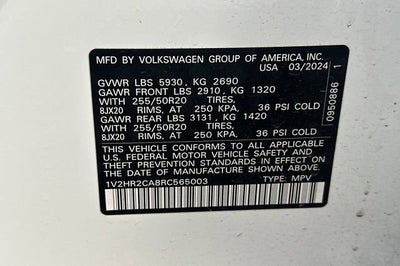 MFD BY VOLKSWAGEN GROUP OF AMERICA, INC.
USA 03/2024
GVWR LBS 5930, KG 2690
GAWR FRONT LBS 2910, KG 1320
WITH 255/50R20 TIRES,
8JX20 RIMS, AT 250 KPA, 36 PSI COLD
GAWR REAR LBS 3131, KG 1420
WITH 255/50R20 TIRES,
8JX20 RIMS, AT 250 KPA, 36 PSI COLD
THIS VEHICLE CONFORMS TO ALL APPLICABLE
U.S. FEDERAL MOTOR VEHICLE SAFETY AND
THEFT PREVENTION STANDARDS IN EFFECT ON
THE DATE OF MANUFACTURE SHOWN ABOVE.
1V2HR2CA8RC565003 TYPE: MPV
0950886 1